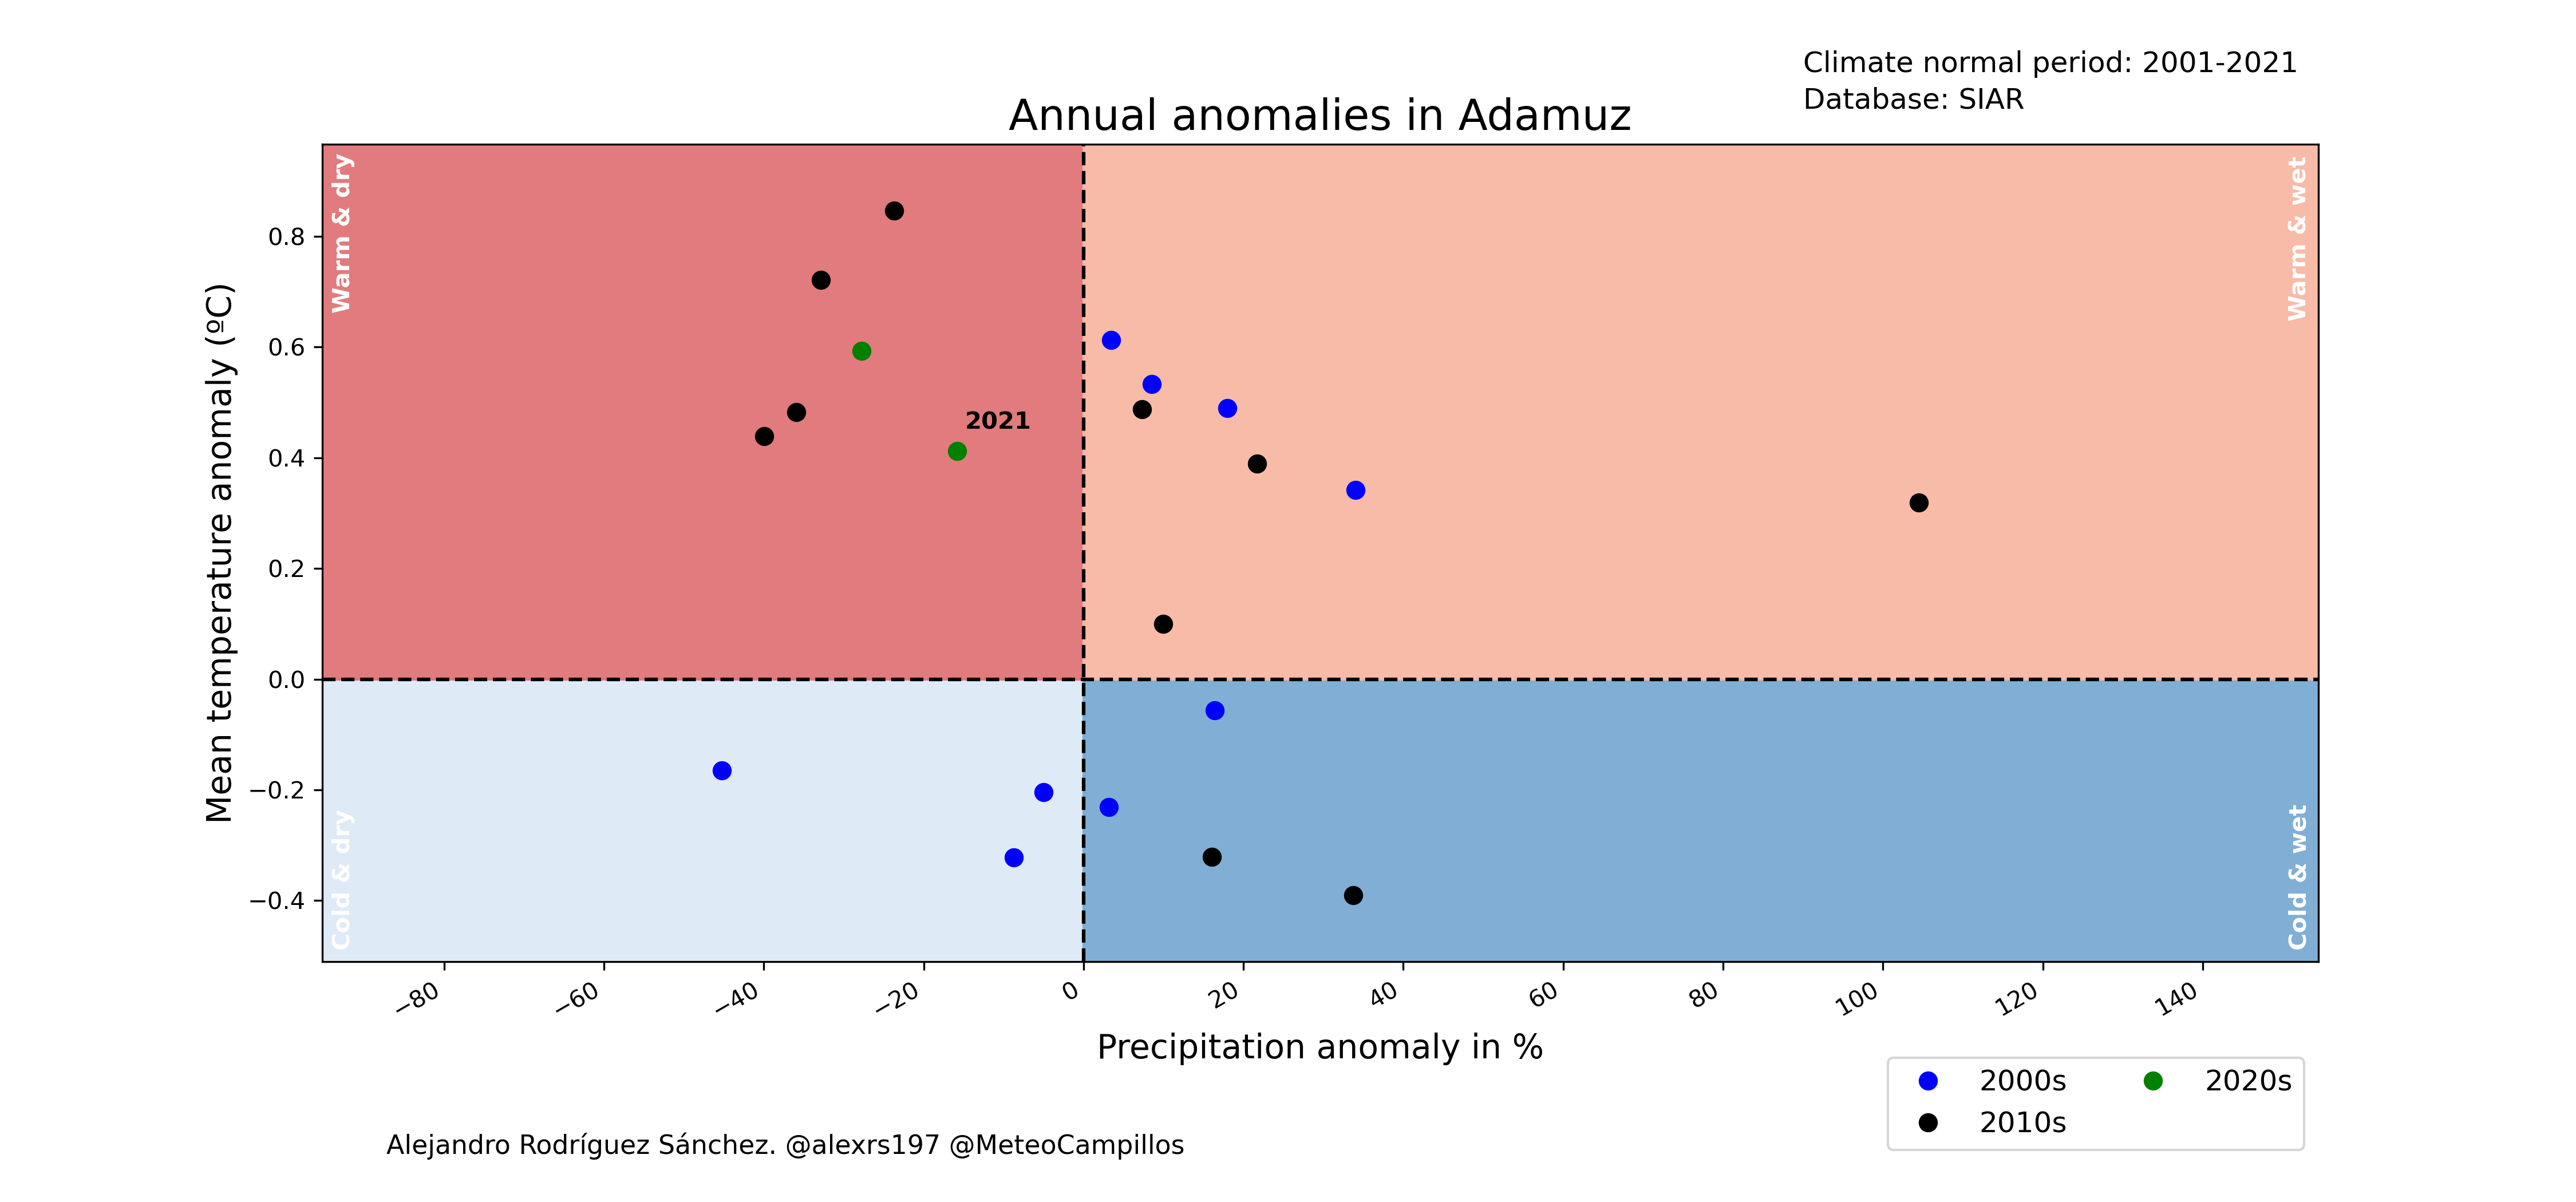 Climate normal period: 2001-2021
Database: SIAR
Annual anomalies in Adamuz
Warm & dry
Warm & wet
2021
Cold & dry
Cold & wet
Mean temperature anomaly (ºC)
0.8
0.6
0.4
0.2
0.0
−0.2
−0.4
−80
−60
−40
−20
0
20
40
60
80
100
120
140
Precipitation anomaly in %
2000s
2010s
2020s
Alejandro Rodríguez Sánchez. @alexrs197 @MeteoCampillos